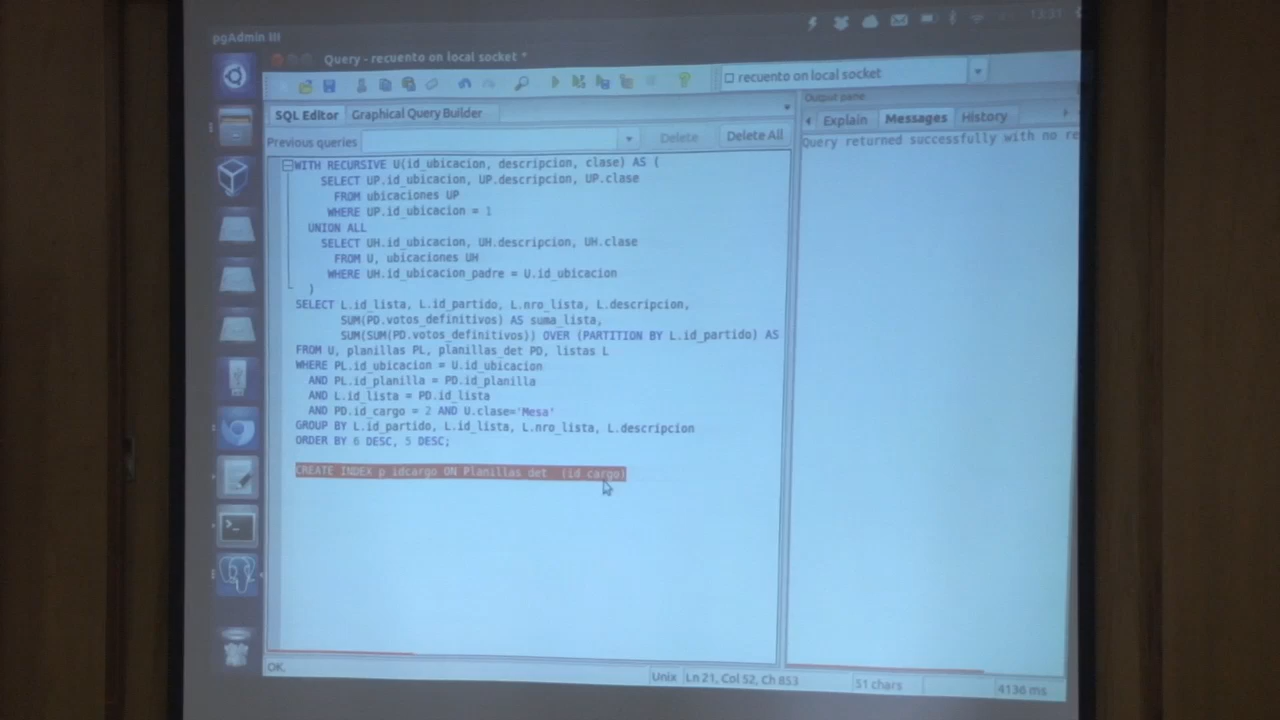 pgAdmin III
13:31
Query - recuento on local socket *
recuento on local socket
SQL Editor
Graphical Query Builder
Previous queries
Delete
Delete All
Output pane
Explain
Messages
History
Query returned successfully with no re
WITH RECURSIVE U(id_ubicacion, descripcion, clase) AS (
SELECT UP.id_ubicacion, UP.descripcion, UP.clase
FROM ubicaciones UP
WHERE UP.id_ubicacion = 1
UNION ALL
SELECT UH.id_ubicacion, UH.descripcion, UH.clase
FROM U, ubicaciones UH
WHERE UH.id_ubicacion_padre = U.id_ubicacion
)
SELECT L.id_lista, L.id_partido, L.nro_lista, L.descripcion,
SUM(PD.votos_definitivos) AS suma_lista,
SUM(SUM(PD.votos_definitivos)) OVER (PARTITION BY L.id_partido) AS
FROM U, planillas PL, planillas_det PD, listas L
WHERE PL.id_ubicacion = U.id_ubicacion
AND PL.id_planilla = PD.id_planilla
AND L.id_lista = PD.id_lista
AND PD.id_cargo = 2 AND U.clase='Mesa'
GROUP BY L.id_partido, L.id_lista, L.nro_lista, L.descripcion
ORDER BY 6 DESC, 5 DESC;
CREATE INDEX p_idcargo ON Planillas_det (id_cargo)
OK.
Unix
Ln 21, Col 52, Ch 853
51 chars
4136 ms